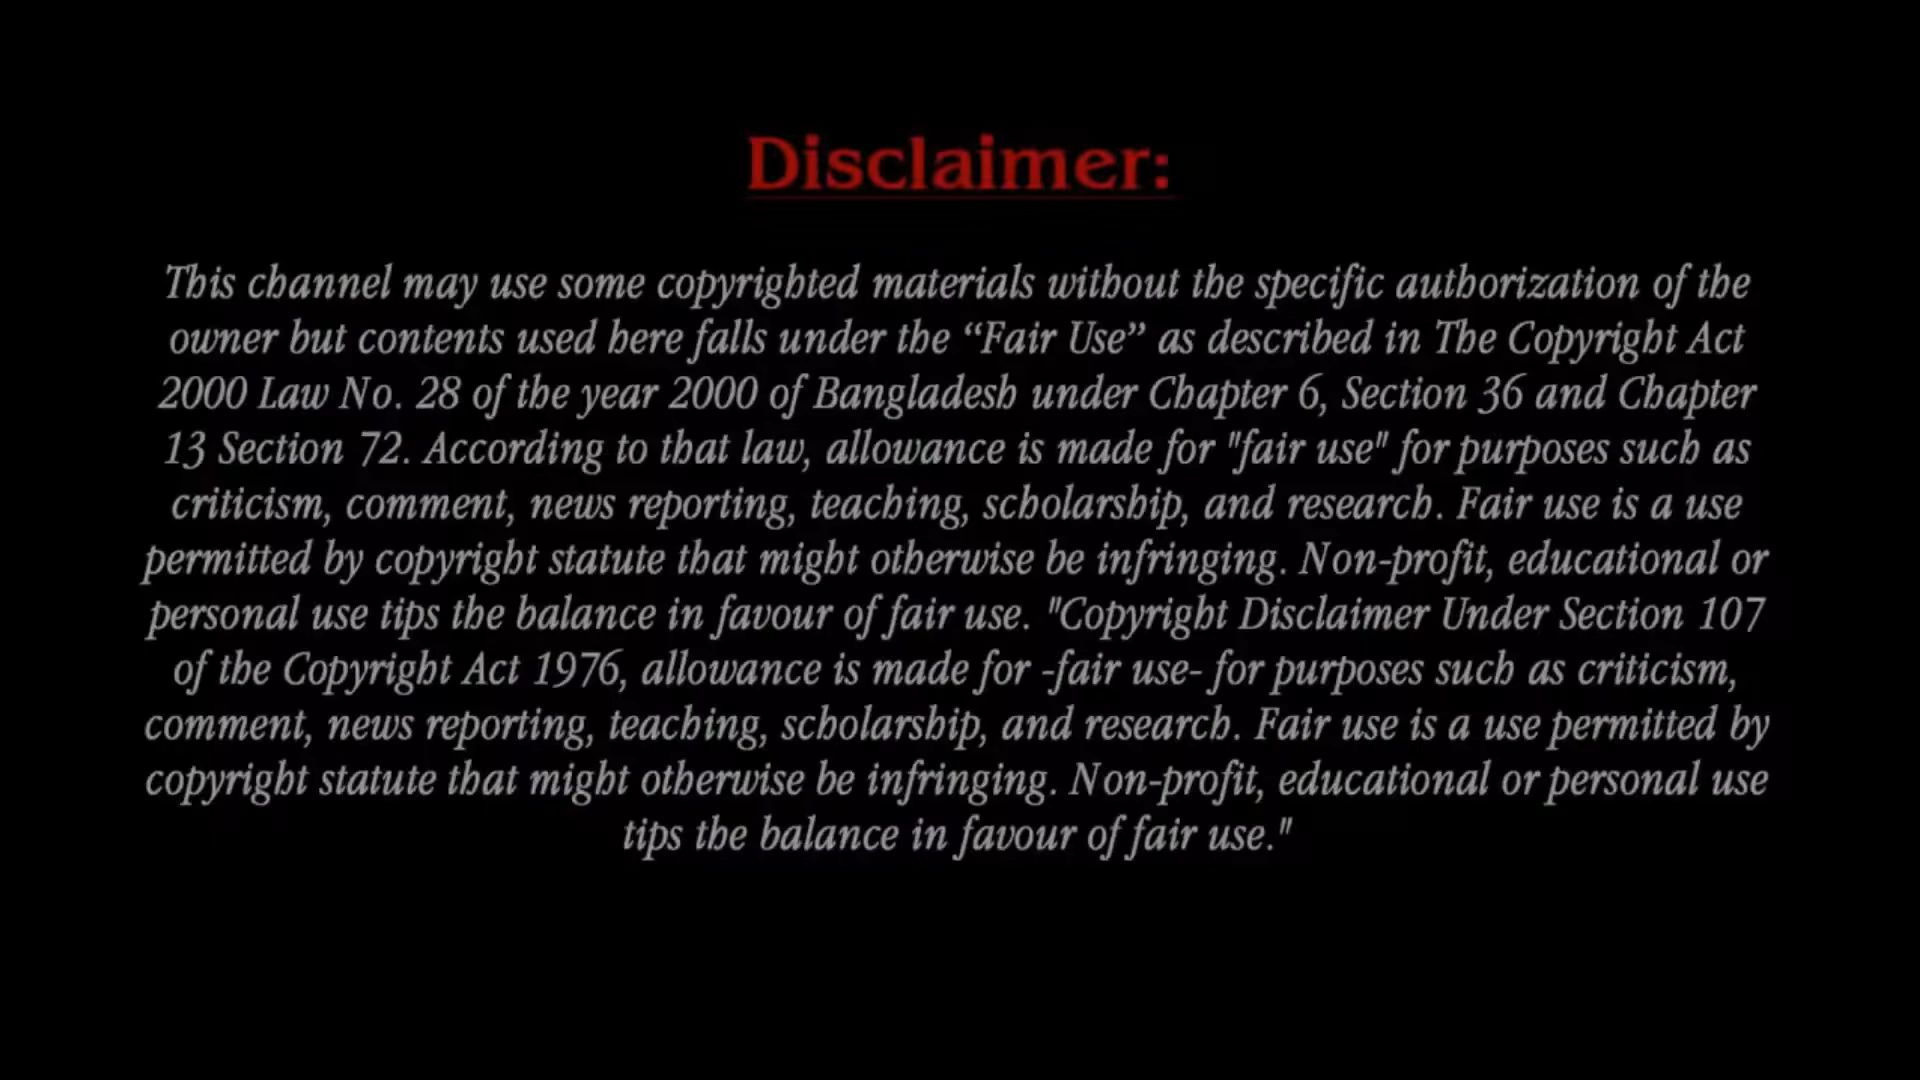 Disclaimer:
This channel may use some copyrighted materials without the specific authorization of the
owner but contents used here falls under the “Fair Use” as described in The Copyright Act
2000 Law No. 28 of the year 2000 of Bangladesh under Chapter 6, Section 36 and Chapter
13 Section 72. According to that law, allowance is made for "fair use" for purposes such as
criticism, comment, news reporting, teaching, scholarship, and research. Fair use is a use
permitted by copyright statute that might otherwise be infringing. Non-profit, educational or
personal use tips the balance in favour of fair use. "Copyright Disclaimer Under Section 107
of the Copyright Act 1976, allowance is made for -fair use- for purposes such as criticism,
comment, news reporting, teaching, scholarship, and research. Fair use is a use permitted by
copyright statute that might otherwise be infringing. Non-profit, educational or personal use
tips the balance in favour of fair use."